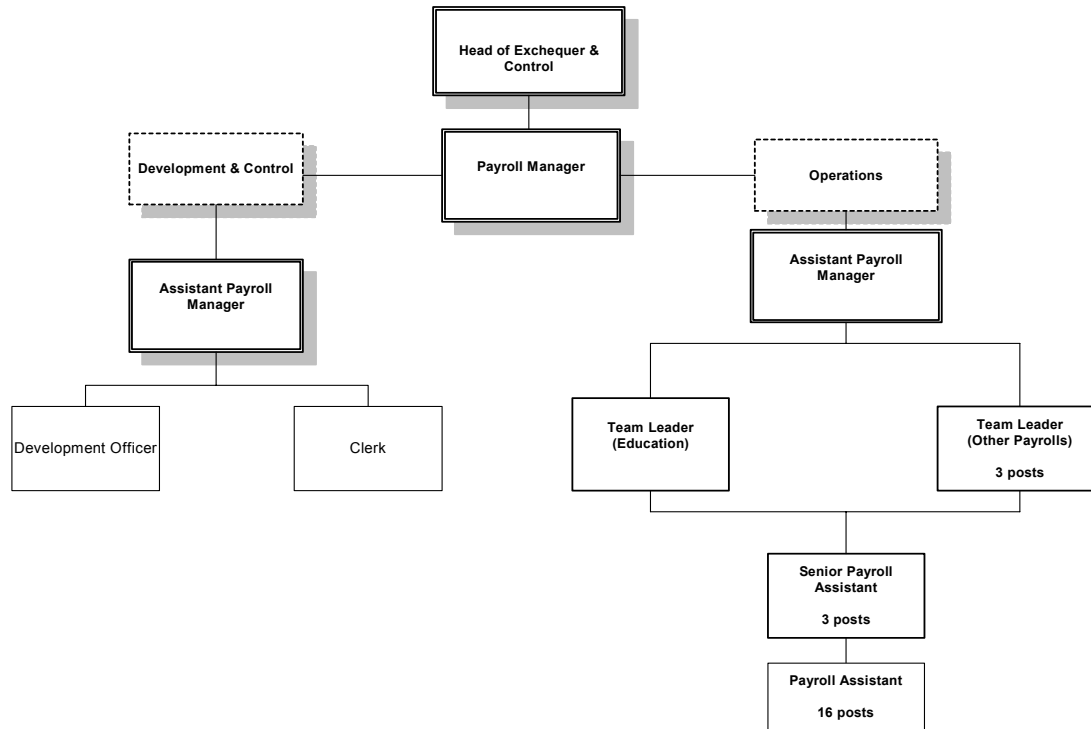 Head of Exchequer &
Control
Development & Control
Payroll Manager
Operations
Assistant Payroll
Manager
Assistant Payroll
Manager
Development Officer
Clerk
Team Leader
(Education)
Team Leader
(Other Payrolls)
3 posts
Senior Payroll
Assistant
3 posts
Payroll Assistant
16 posts